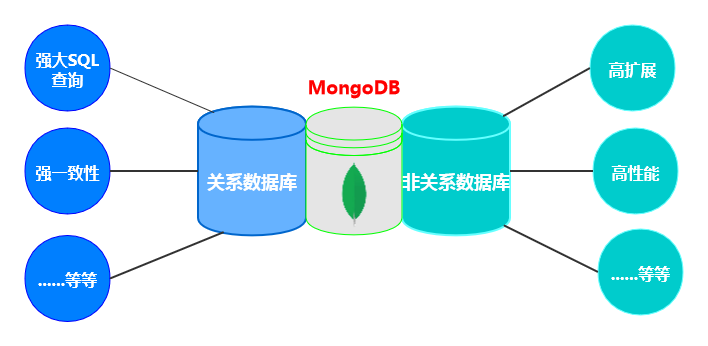 强大SQL
查询
MongoDB
高扩展
强一致性
关系数据库
非关系数据库
高性能
......等等
......等等